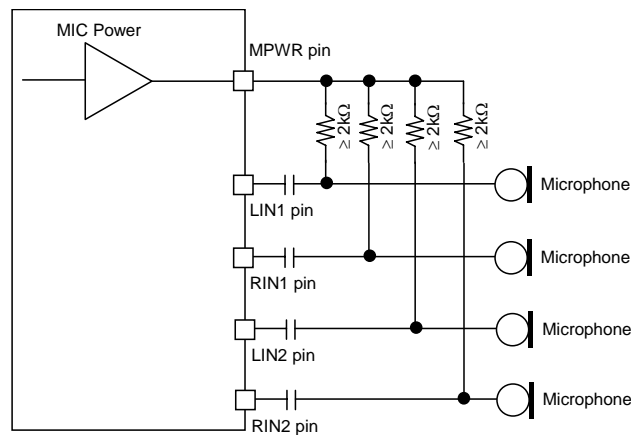 MIC Power
MPWR pin
≥ 2kΩ
≥ 2kΩ
≥ 2kΩ
≥ 2kΩ
Microphone
LIN1 pin
Microphone
RIN1 pin
Microphone
LIN2 pin
Microphone
RIN2 pin